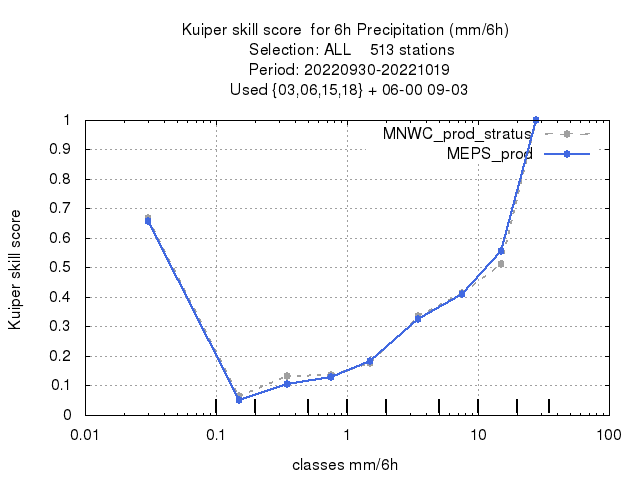 Kuiper skill score  for 6h Precipitation (mm/6h)
Selection: ALL    513 stations
Period: 20220930-20221019
Used {03,06,15,18} + 06-00 09-03
MNWC_prod_stratus
MEPS_prod
Kuiper skill score
1
0.9
0.8
0.7
0.6
0.5
0.4
0.3
0.2
0.1
0
0.01 0.1 1 10 100
classes mm/6h